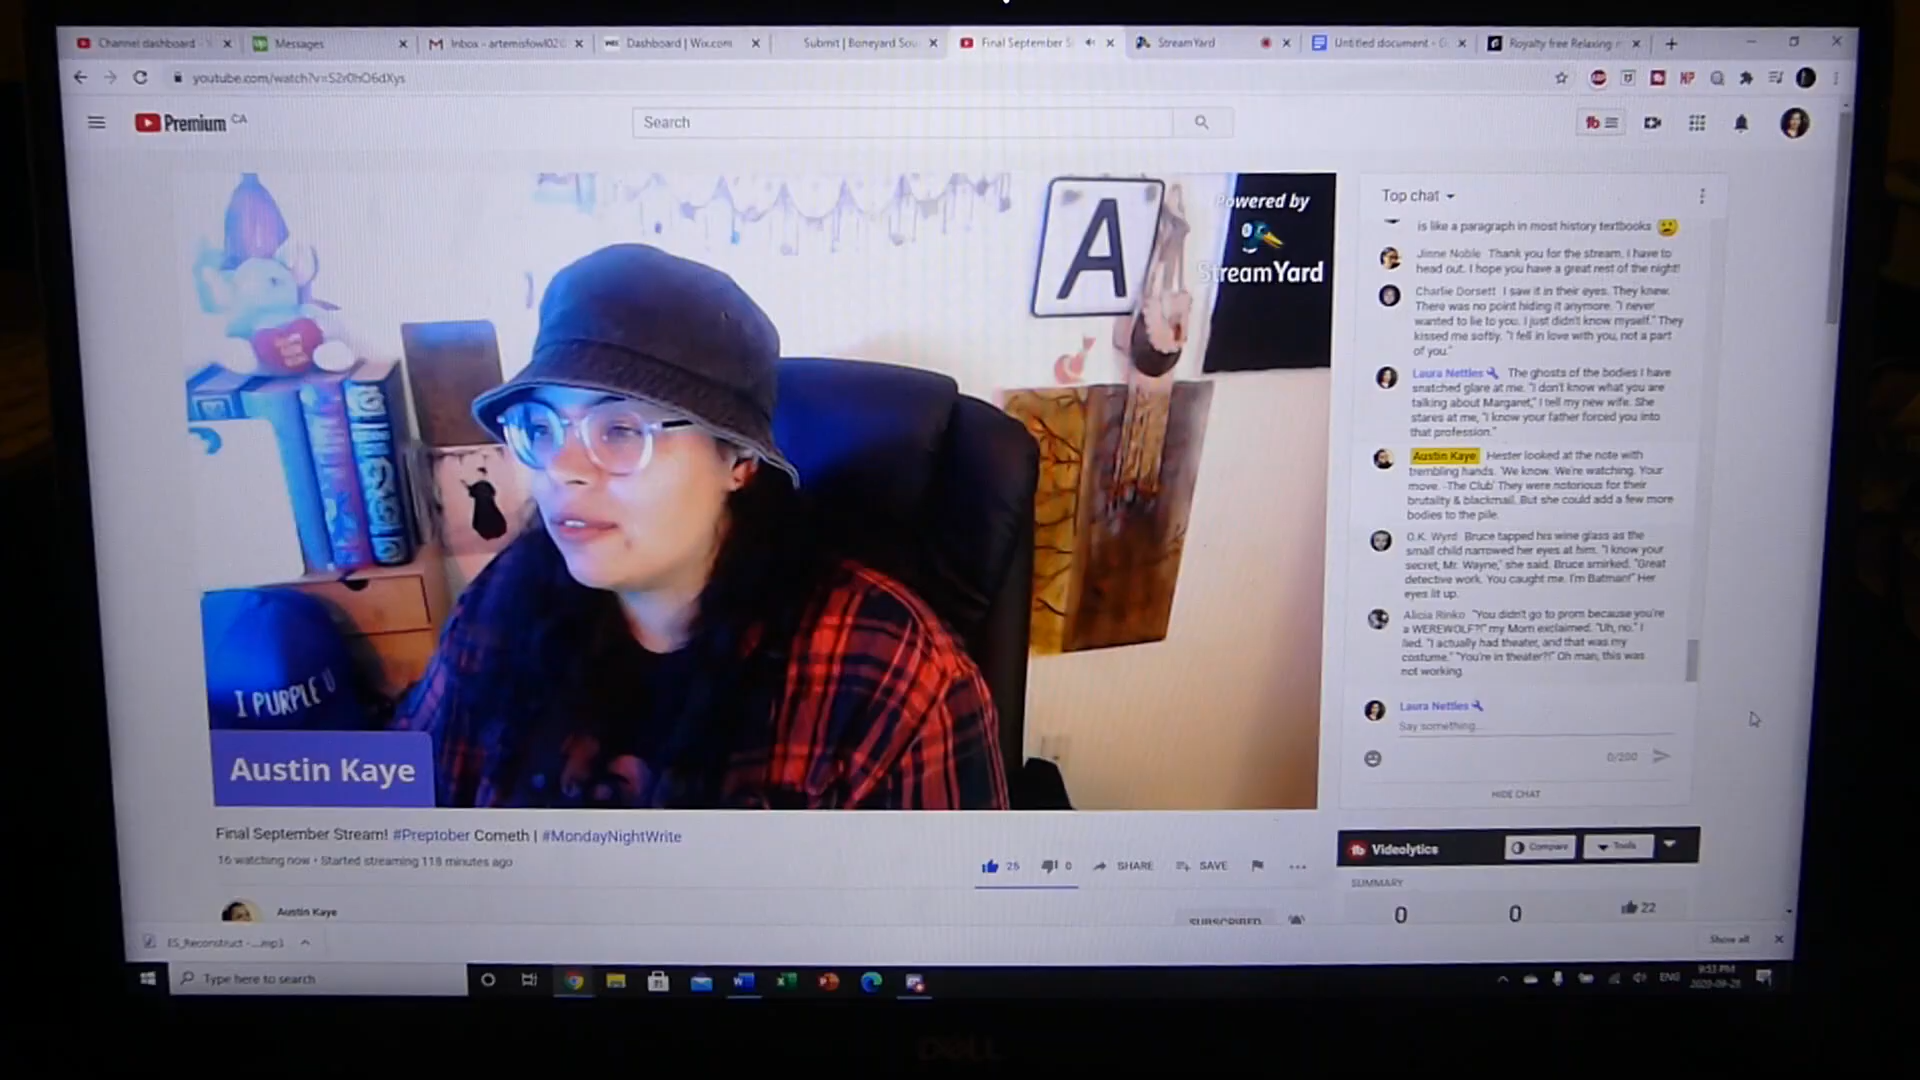 Channel dashboard - Y
Messages
Inbox - artemisfowl02@
Dashboard | Wix.com
Submit | Boneyard Sou
Final September S
StreamYard
Untitled document - G
Royalty free Relaxing m
youtube.com/watch?v=S2r0hO6dXys
Premium CA
Search
Powered by
StreamYard
A
I PURPLE U
Austin Kaye
Top chat
is like a paragraph in most history textbooks
Jinne Noble Thank you for the stream. I have to
head out. I hope you have a great rest of the night!
Charlie Dorsett I saw it in their eyes. They knew.
There was no point hiding it anymore. "I never
wanted to lie to you. I just didn't know myself." They
kissed me softly. "I fell in love with you, not a part
of you."
Laura Nettles The ghosts of the bodies I have
snatched glare at me. "I don't know what you are
talking about Margaret," I tell my new wife. She
stares at me, "I know your father forced you into
that profession."
Austin Kaye Hester looked at the note with
trembling hands. 'We know. We're watching. Your
move. -The Club' They were notorious for their
brutality & blackmail. But she could add a few more
bodies to the pile.
O.K. Wyrd Bruce tapped his wine glass as the
small child narrowed her eyes at him. "I know your
secret, Mr. Wayne," she said. Bruce smirked. "Great
detective work. You caught me. I'm Batman!" Her
eyes lit up.
Alicia Rinko "You didn't go to prom because you're
a WEREWOLF?!" my Mom exclaimed. "Uh, no." I
lied. "I actually had theater, and that was my
costume." "You're in theater?!" Oh man, this was
not working.
Laura Nettles
Say something...
0/200
HIDE CHAT
Final September Stream! #Preptober Cometh | #MondayNightWrite
16 watching now • Started streaming 118 minutes ago
25
0
SHARE
SAVE
Austin Kaye
SUBSCRIBED
Videolytics
Compare
Tools
SUMMARY
0
0
22
ES_Reconstruct -....mp3
Show all
Type here to search
ENG
9:53 PM
2020-09-28
DELL